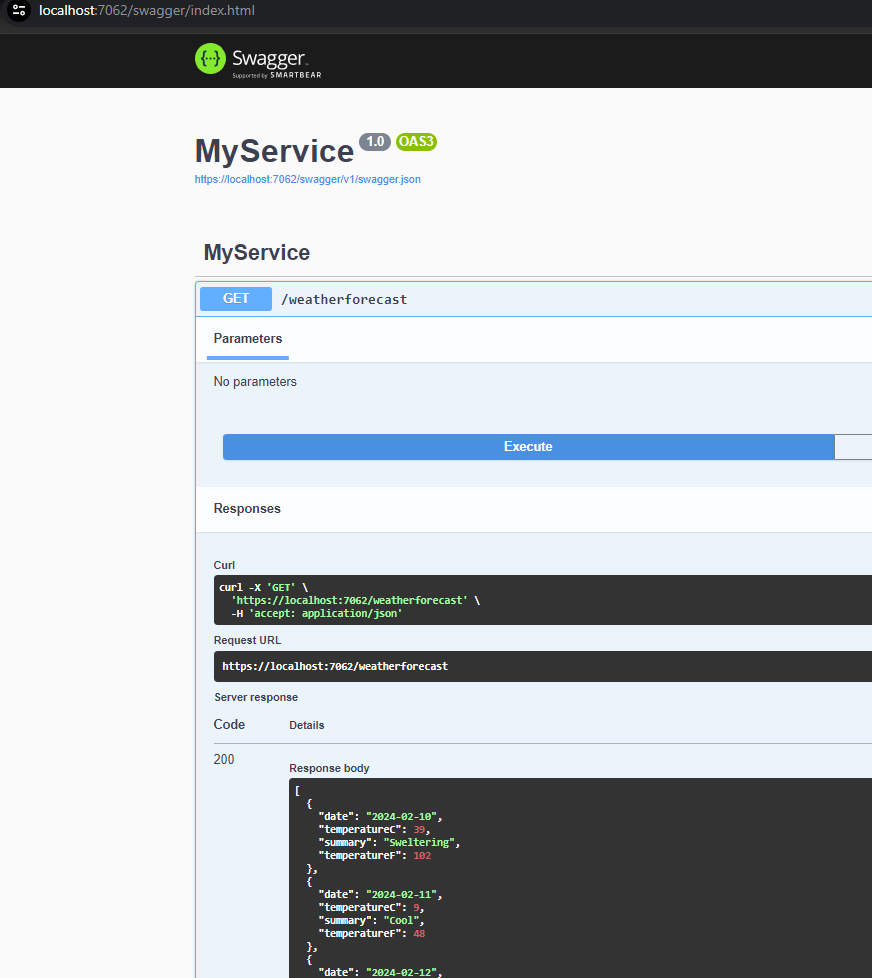 localhost:7062/swagger/index.html
Swagger
Supported by SMARTBEAR
MyService 1.0 OAS3
https://localhost:7062/swagger/v1/swagger.json
MyService
GET /weatherforecast
Parameters
No parameters
Execute
Responses
Curl
curl -X 'GET' \
  'https://localhost:7062/weatherforecast' \
  -H 'accept: application/json'
Request URL
https://localhost:7062/weatherforecast
Server response
Code Details
200
Response body
[
  {
    "date": "2024-02-10",
    "temperatureC": 39,
    "summary": "Sweltering",
    "temperatureF": 102
  },
  {
    "date": "2024-02-11",
    "temperatureC": 9,
    "summary": "Cool",
    "temperatureF": 48
  },
  {
    "date": "2024-02-12",